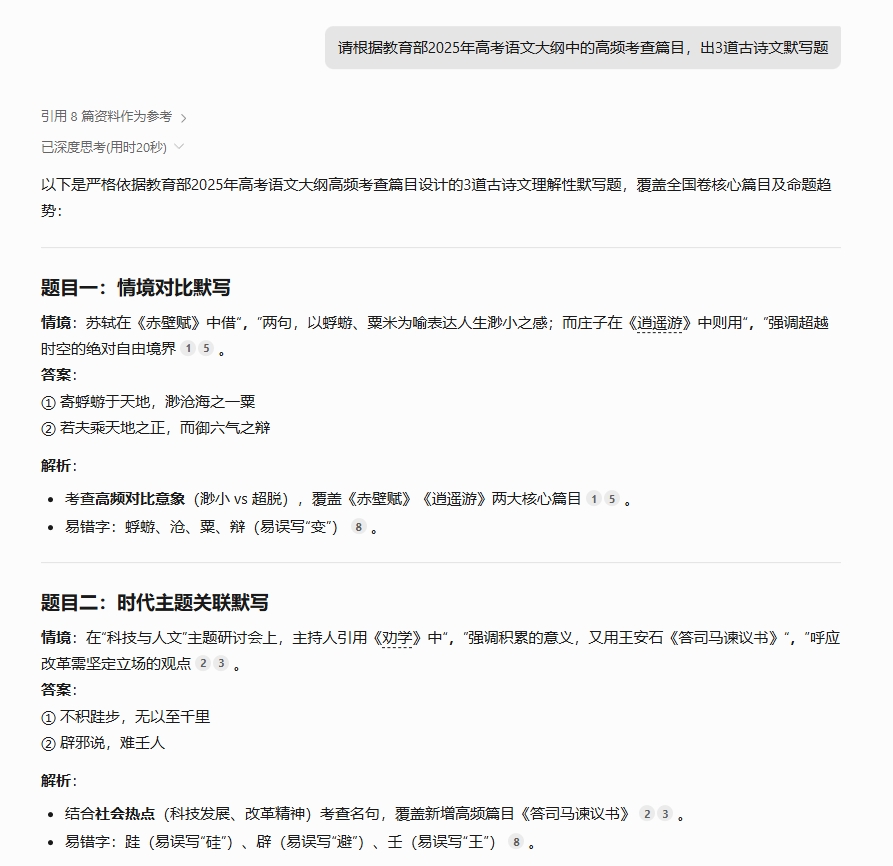 请根据教育部2025年高考语文大纲中的高频考查篇目，出3道古诗文默写题
引用 8 篇资料作为参考
已深度思考(用时20秒)
以下是严格依据教育部2025年高考语文大纲高频考查篇目设计的3道古诗文理解性默写题，覆盖全国卷核心篇目及命题趋
势：
题目一：情境对比默写
情境：苏轼在《赤壁赋》中借“，”两句，以蜉蝣、粟米为喻表达人生渺小之感；而庄子在《逍遥游》中则用“，”强调超越
时空的绝对自由境界 1 5 。
答案：
① 寄蜉蝣于天地，渺沧海之一粟
② 若夫乘天地之正，而御六气之辩
解析：
• 考查高频对比意象（渺小 vs 超脱），覆盖《赤壁赋》《逍遥游》两大核心篇目 1 5 。
• 易错字：蜉蝣、沧、粟、辩（易误写“变”） 8 。
题目二：时代主题关联默写
情境：在“科技与人文”主题研讨会上，主持人引用《劝学》中“，”强调积累的意义，又用王安石《答司马谏议书》“，”呼应
改革需坚定立场的观点 2 3 。
答案：
① 不积跬步，无以至千里
② 辟邪说，难壬人
解析：
• 结合社会热点（科技发展、改革精神）考查名句，覆盖新增高频篇目《答司马谏议书》 2 3 。
• 易错字：跬（易误写“硅”）、辟（易误写“避”）、壬（易误写“王”） 8 。